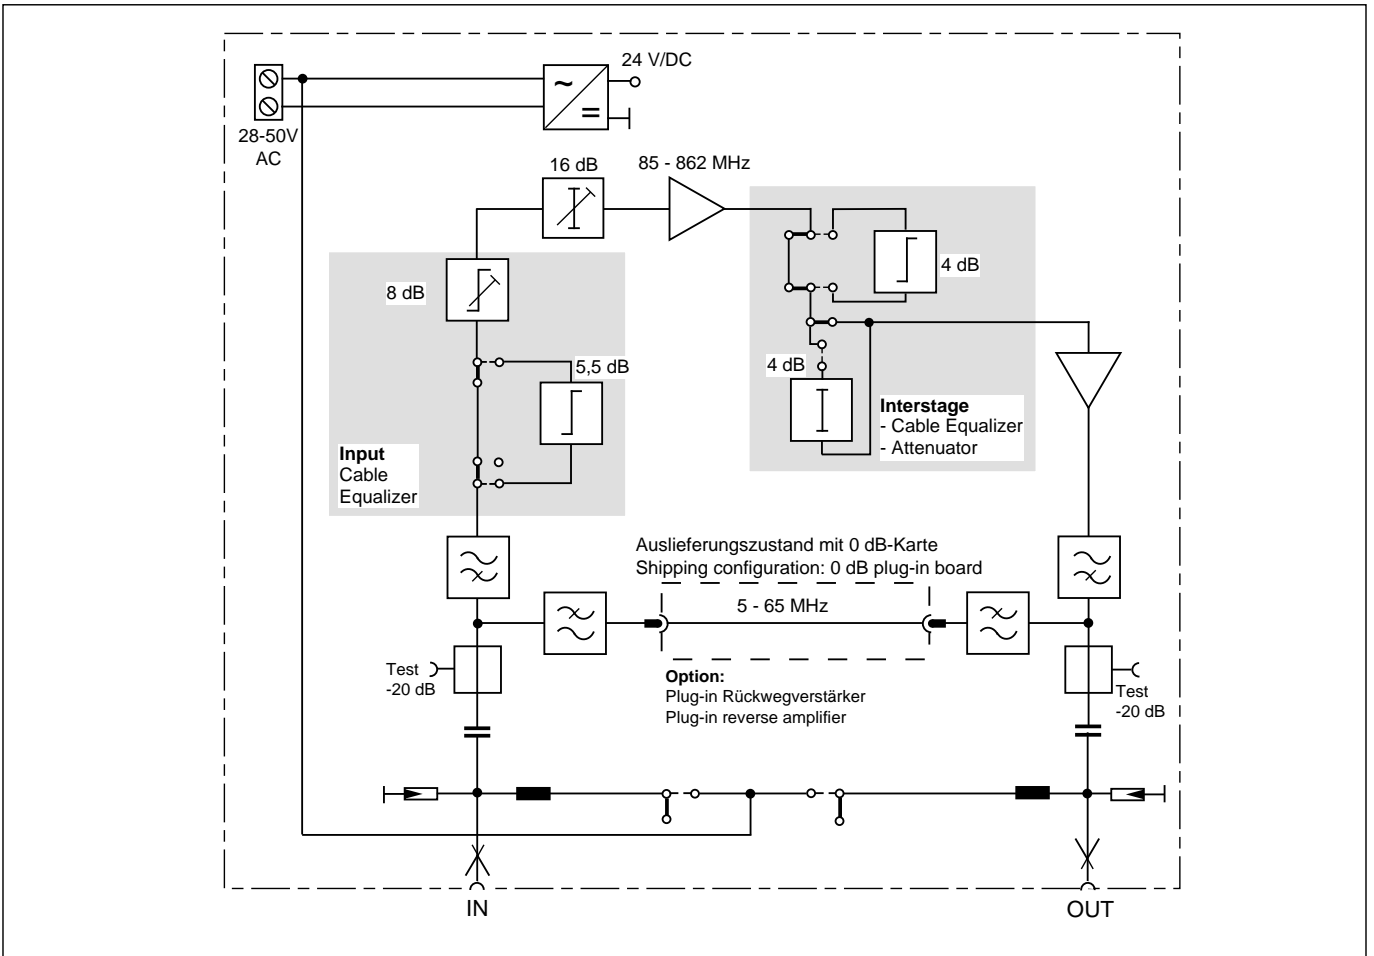 24 V/DC
28-50V
AC
16 dB
85 - 862 MHz
8 dB
4 dB
5,5 dB
4 dB
Interstage
- Cable Equalizer
- Attenuator
Input
Cable
Equalizer
Auslieferungszustand mit 0 dB-Karte
Shipping configuration: 0 dB plug-in board
5 - 65 MHz
Test
-20 dB
Option:
Plug-in Rückwegverstärker
Plug-in reverse amplifier
Test
-20 dB
IN
OUT